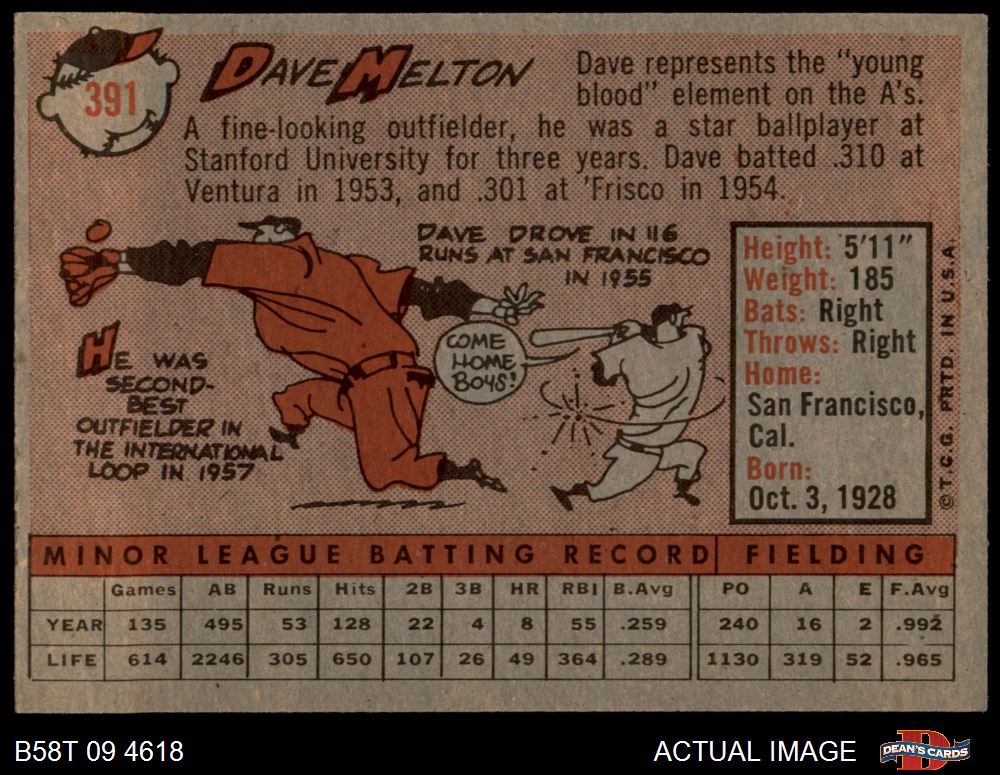 391
DAVE MELTON
Dave represents the "young
blood" element on the A's.
A fine-looking outfielder, he was a star ballplayer at
Stanford University for three years. Dave batted .310 at
Ventura in 1953, and .301 at 'Frisco in 1954.
DAVE DROVE IN 116
RUNS AT SAN FRANCISCO
IN 1955
COME
HOME
BOYS!
HE WAS
SECOND-
BEST
OUTFIELDER IN
THE INTERNATIONAL
LOOP IN 1957
Height: 5'11"
Weight: 185
Bats: Right
Throws: Right
Home:
San Francisco,
Cal.
Born:
Oct. 3, 1928
© T.C.G. PRTD. IN U.S.A.
MINOR LEAGUE BATTING RECORD FIELDING
Games AB Runs Hits 2B 3B HR RBI B.Avg PO A E F.Avg
YEAR 135 495 53 128 22 4 8 55 .259 240 16 2 .992
LIFE 614 2246 305 650 107 26 49 364 .289 1130 319 52 .965
B58T 09 4618 ACTUAL IMAGE DEAN'S CARDS